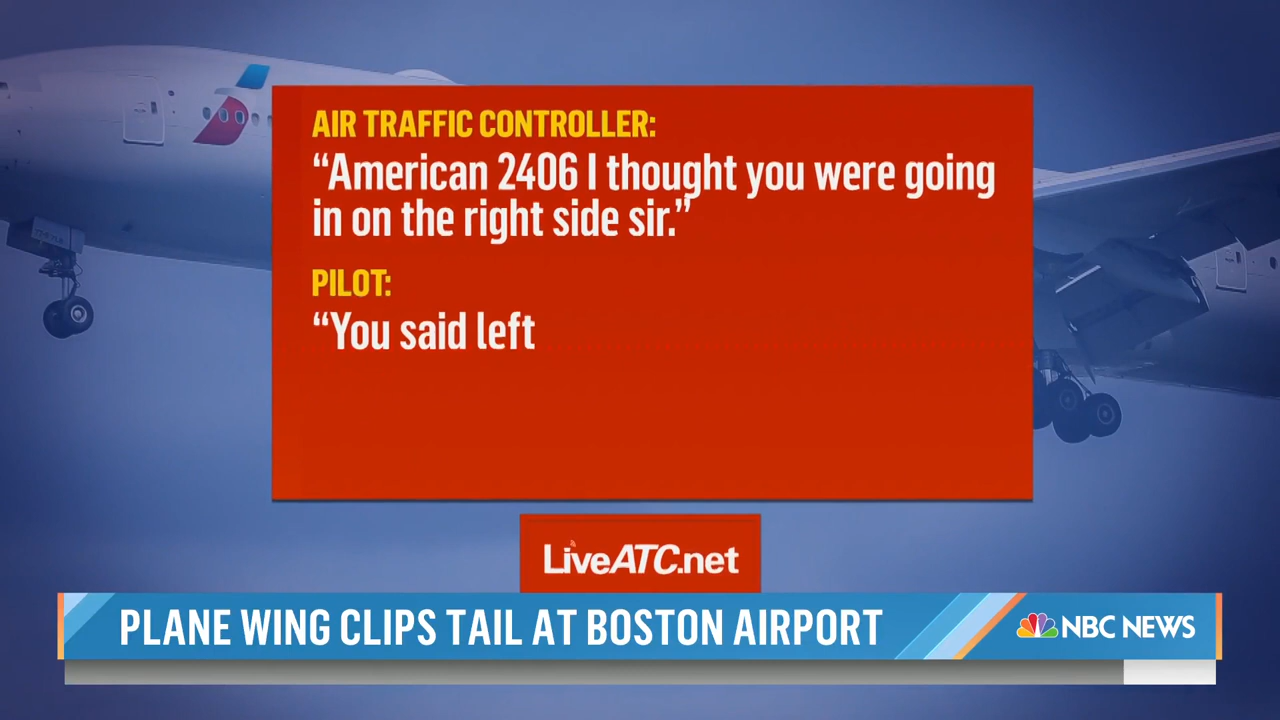 AIR TRAFFIC CONTROLLER:
“American 2406 I thought you were going
in on the right side sir.”
PILOT:
“You said left
LiveATC.net
PLANE WING CLIPS TAIL AT BOSTON AIRPORT
NBC NEWS